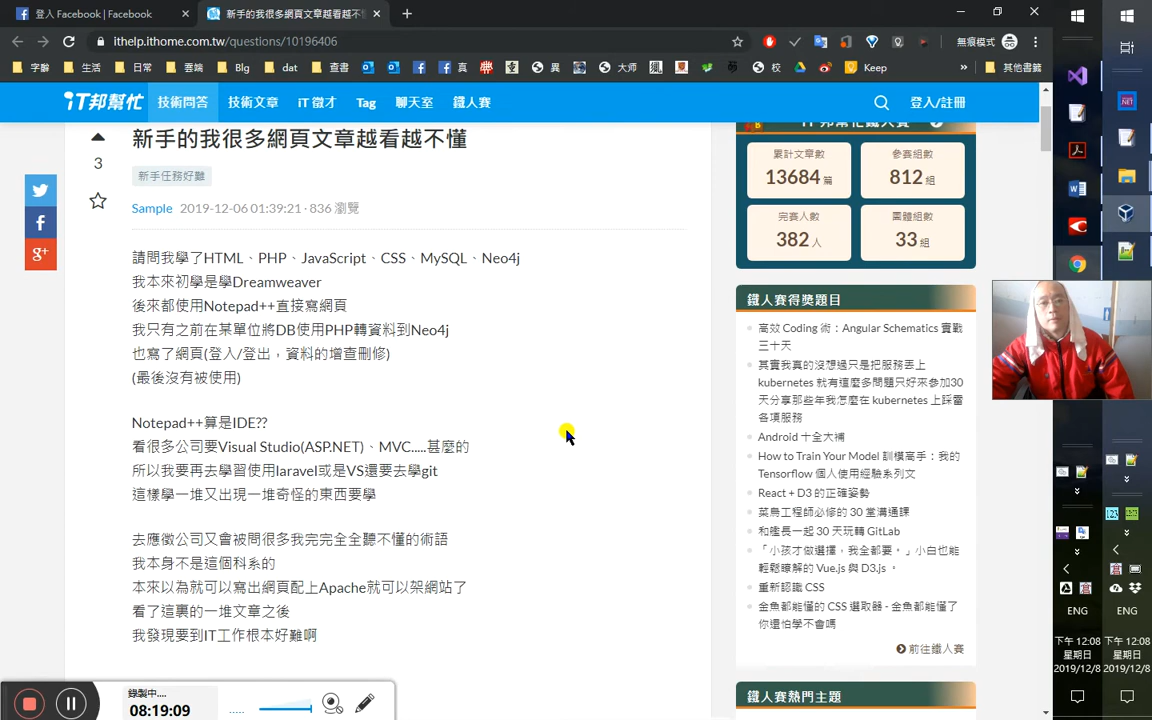 登入 Facebook | Facebook
新手的我很多網頁文章越看越不
ithelp.ithome.com.tw/questions/10196406
無痕模式
字辭
生活
日常
雲端
Blg
dat
查書
真
異
大师
校
Keep
其他書籤
iT邦幫忙
技術問答
技術文章
iT 徵才
Tag
聊天室
鐵人賽
登入/註冊
3
新手的我很多網頁文章越看越不懂
新手任務好難
Sample 2019-12-06 01:39:21 ‧ 836 瀏覽
請問我學了HTML、PHP、JavaScript、CSS、MySQL、Neo4j
我本來初學是學Dreamweaver
後來都使用Notepad++直接寫網頁
我只有之前在某單位將DB使用PHP轉資料到Neo4j
也寫了網頁(登入/登出，資料的增查刪修)
(最後沒有被使用)
Notepad++算是IDE??
看很多公司要Visual Studio(ASP.NET)、MVC.....甚麼的
所以我要再去學習使用laravel或是VS還要去學git
這樣學一堆又出現一堆奇怪的東西要學
去應徵公司又會被問很多我完完全全聽不懂的術語
我本身不是這個科系的
本來以為就可以寫出網頁配上Apache就可以架網站了
看了這裏的一堆文章之後
我發現要到IT工作根本好難啊
iT 邦幫忙鐵人賽
累計文章數
13684 篇
參賽組數
812 組
完賽人數
382 人
團體組數
33 組
鐵人賽得獎題目
高效 Coding 術：Angular Schematics 實戰
三十天
其實我真的沒想過只是把服務丟上
kubernetes 就有這麼多問題只好來參加30
天分享那些年我怎麼在 kubernetes 上踩雷
各項服務
Android 十全大補
How to Train Your Model 訓模高手：我的
Tensorflow 個人使用經驗系列文
React + D3 的正確姿勢
菜鳥工程師必修的 30 堂溝通課
和艦長一起 30 天玩轉 GitLab
「小孩才做選擇，我全都要。」小白也能
輕鬆瞭解的 Vue.js 與 D3.js 。
重新認識 CSS
金魚都能懂的 CSS 選取器 - 金魚都能懂了
你還怕學不會嗎
前往鐵人賽
鐵人賽熱門主題
錄製中....
08:19:09
ENG
下午 12:08
星期日
2019/12/8
ENG
下午 12:08
星期日
2019/12/8